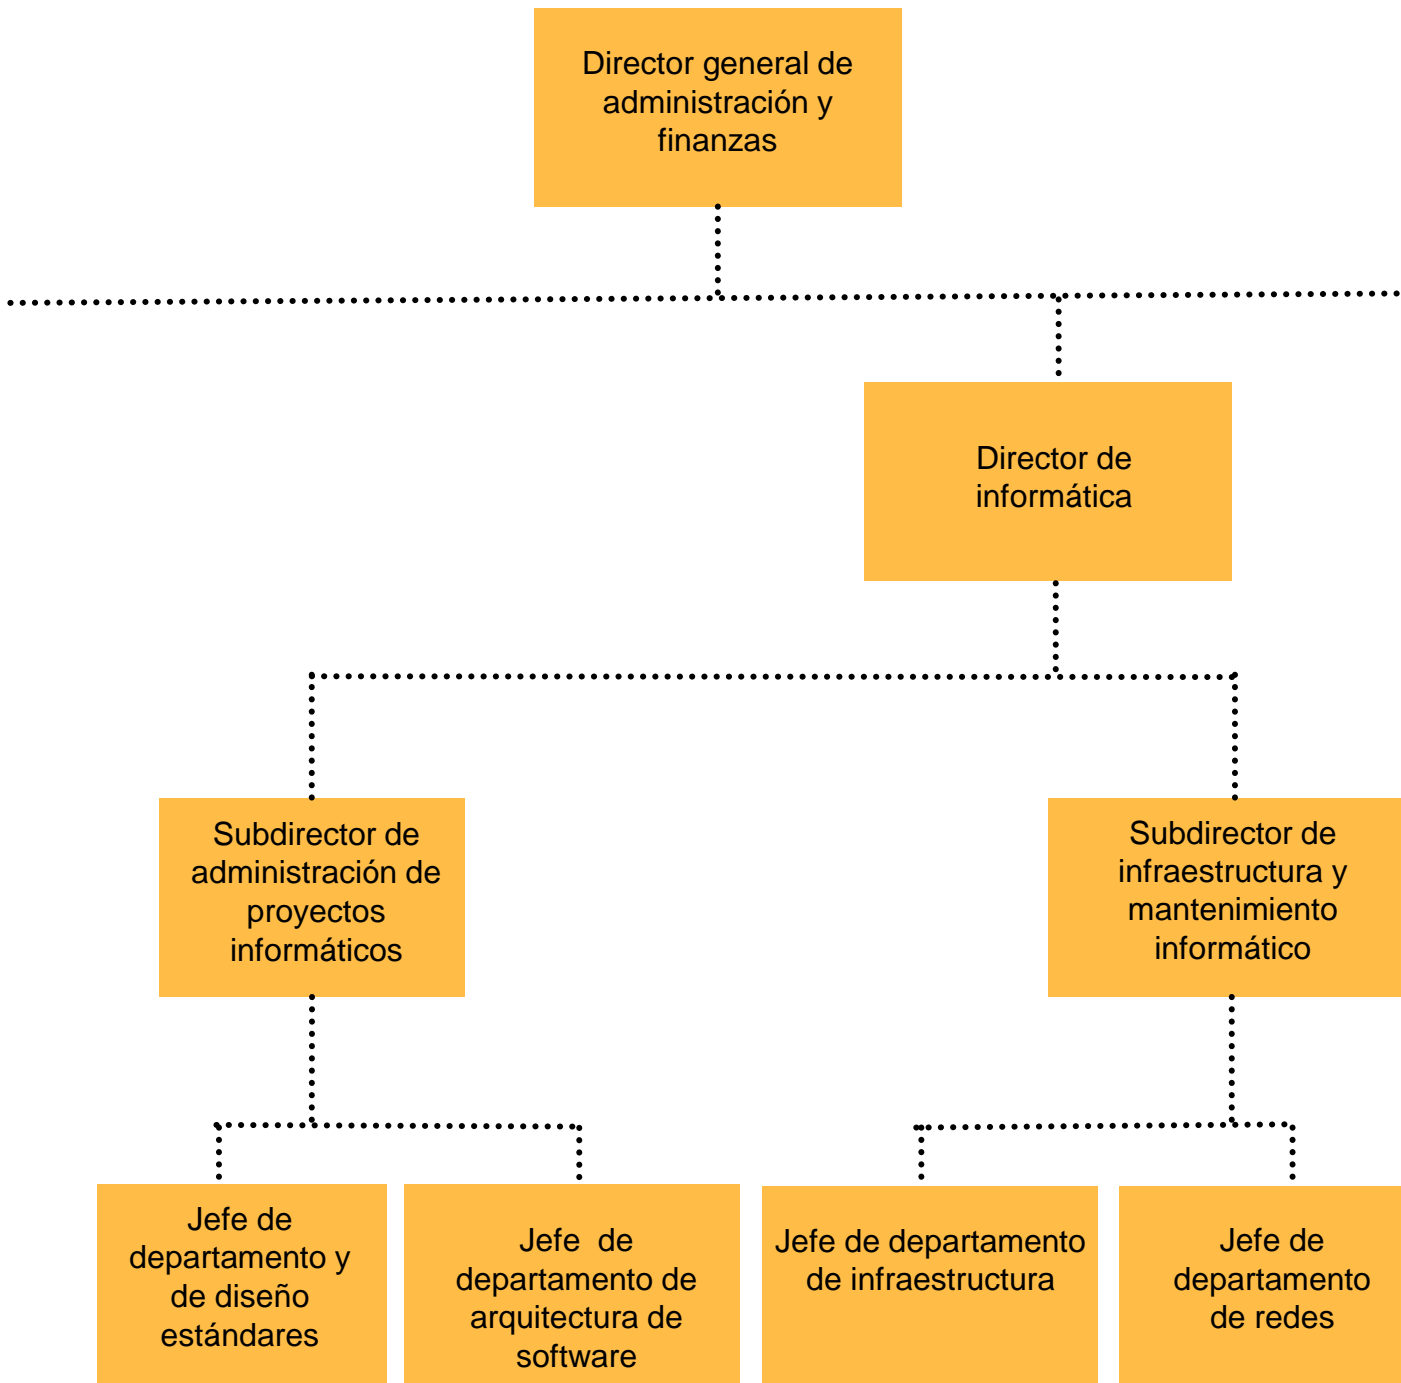 Director general de
administración y
finanzas
Director de
informática
Subdirector de
administración de
proyectos
informáticos
Subdirector de
infraestructura y
mantenimiento
informático
Jefe de
departamento y
de diseño
estándares
Jefe  de
departamento de
arquitectura de
software
Jefe de departamento
de infraestructura
Jefe de
departamento
de redes